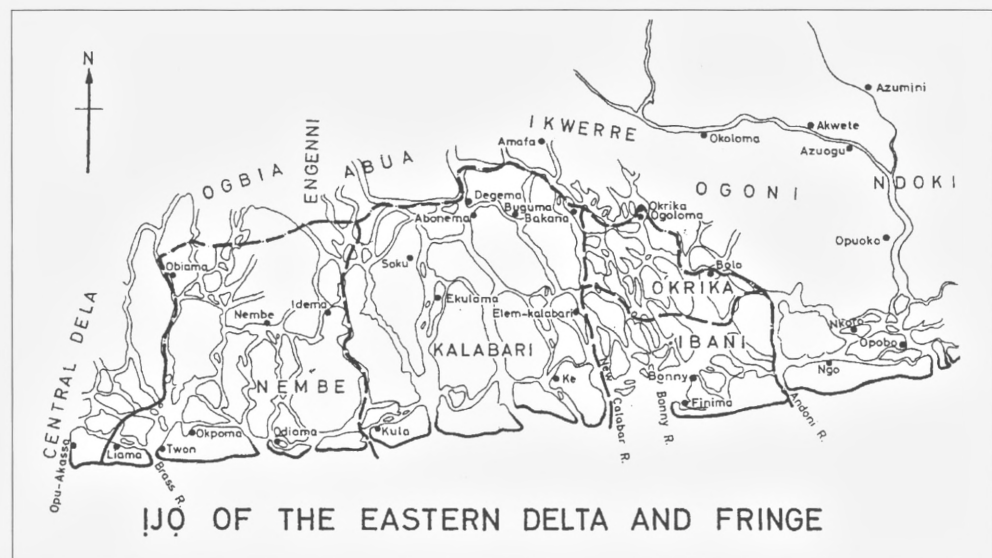 N
Azumini
IKWERRE
Akwete
Okoloma
Amafa
Azuogu
ENGENNI
ABUA
OGBIA
OGONI
NDOKI
Degema
Buguma
Abonema
Bakana
Okrika
Ogoloma
Opuoko
Soku
Bolo
Obiama
OKRIKA
Ekulama
Idema
Nembe
Elem-kalabari
Nkoro
Opobo
IBANI
KALABARI
CENTRAL DELA
Ngo
Ke
Bonny
NEMBE
Finima
New Calabar R.
Bonny R.
Andoni R.
Kula
Okpoma
Odioma
Opu-Akassa
Liama
Twon
Brass R.
ỊJỌ OF THE EASTERN DELTA AND FRINGE